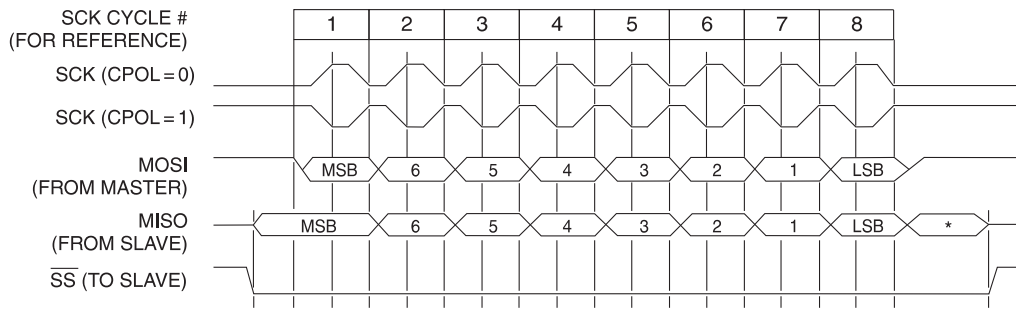 SCK CYCLE #
(FOR REFERENCE)
1 2 3 4 5 6 7 8
SCK (CPOL=0)
SCK (CPOL=1)
MOSI
(FROM MASTER)
MSB 6 5 4 3 2 1 LSB
MISO
(FROM SLAVE)
MSB 6 5 4 3 2 1 LSB *
SS (TO SLAVE)